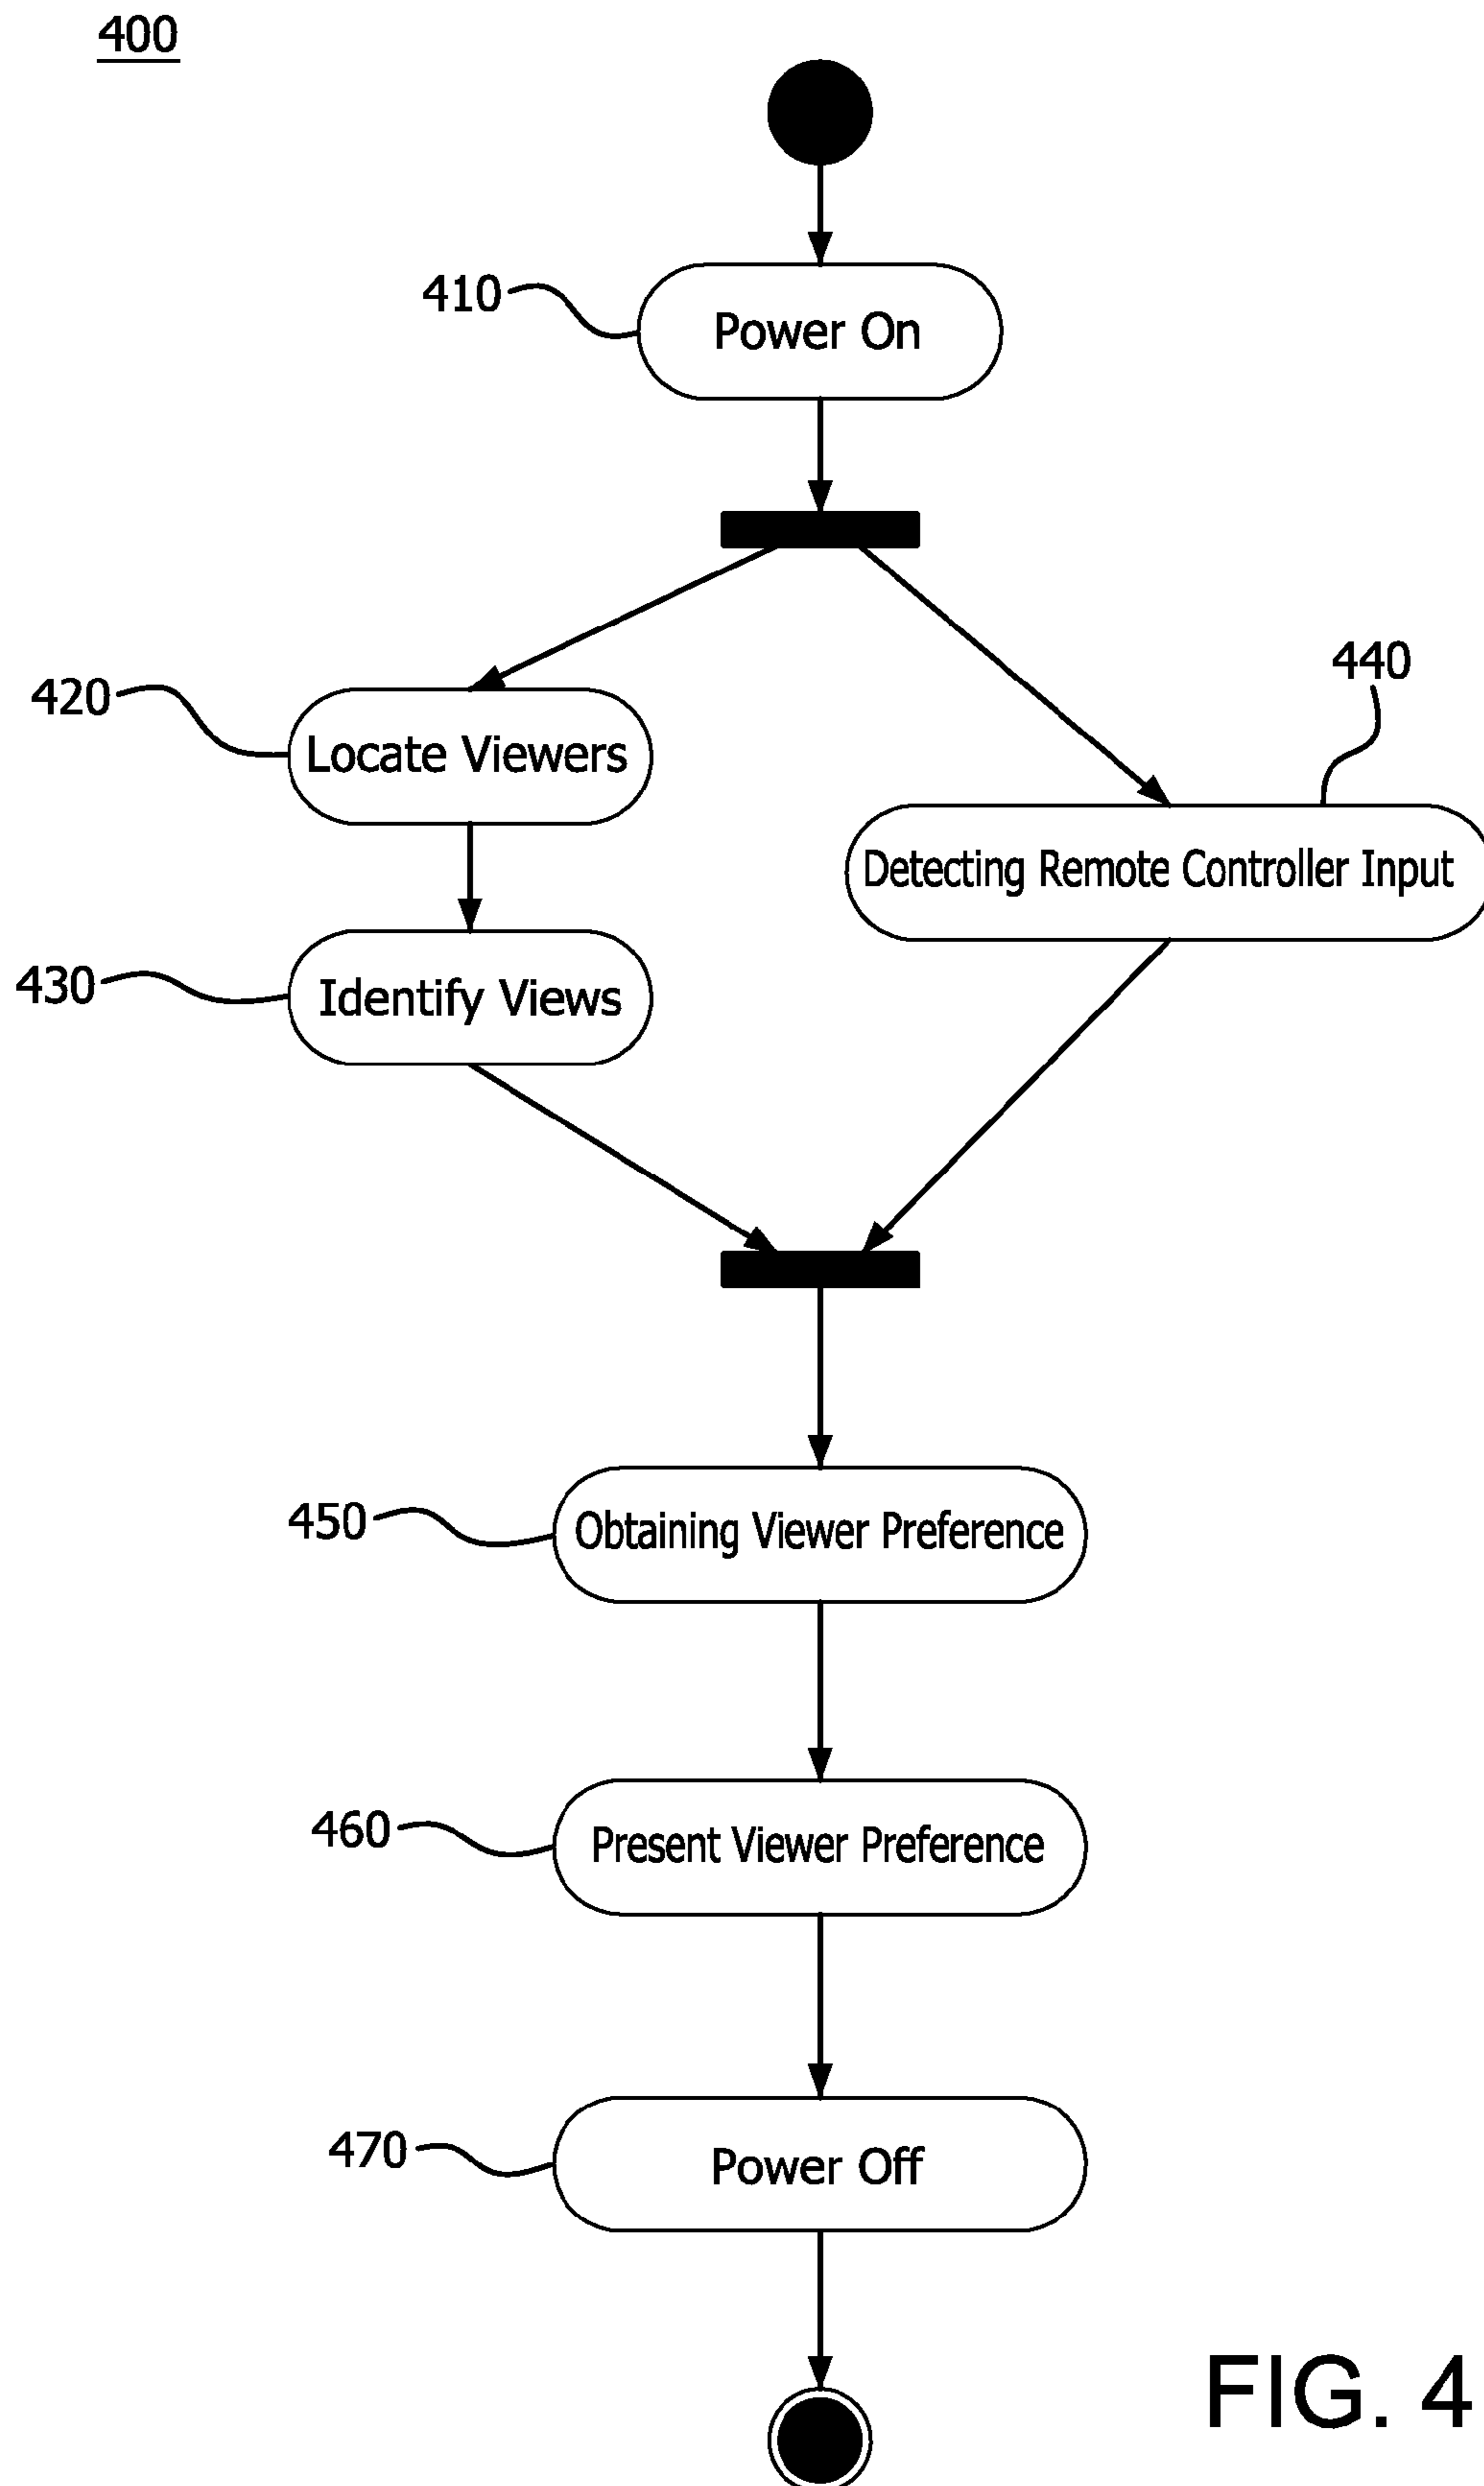 400
410
Power On
420
Locate Viewers
440
Detecting Remote Controller Input
430
Identify Views
450
Obtaining Viewer Preference
460
Present Viewer Preference
470
Power Off
FIG. 4